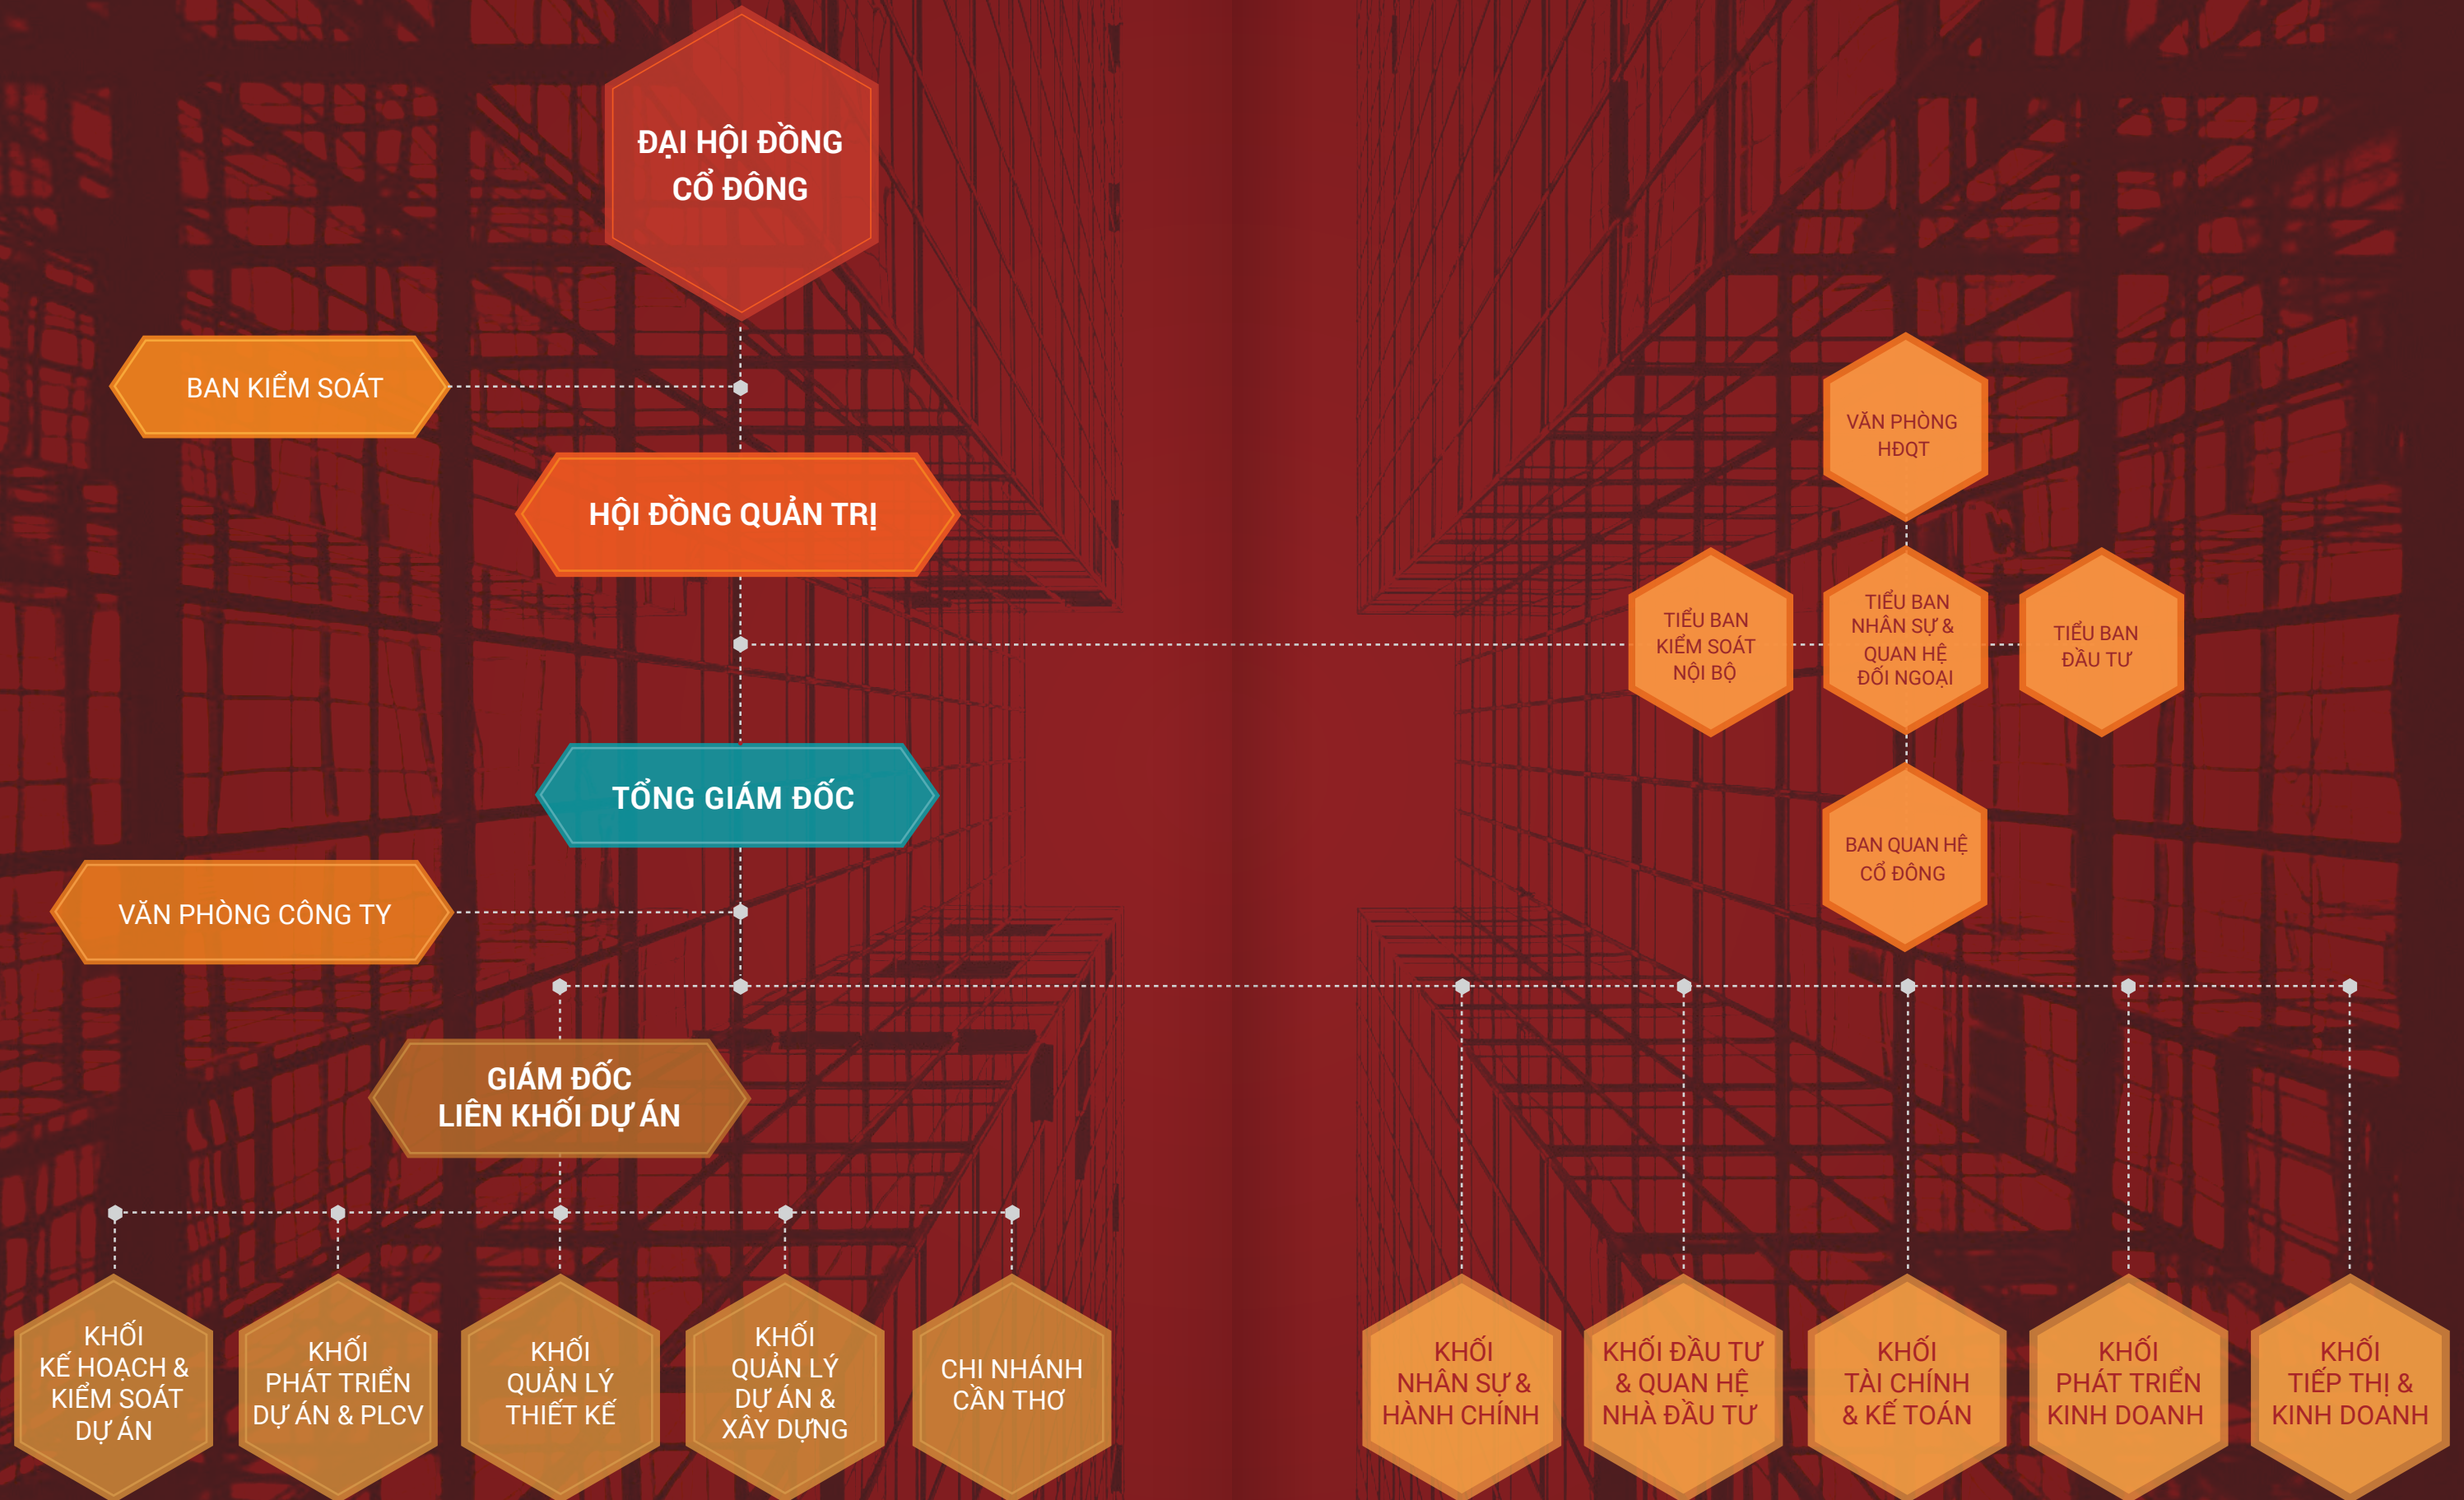 ĐẠI HỘI ĐỒNG
CỔ ĐÔNG
BAN KIỂM SOÁT
HỘI ĐỒNG QUẢN TRỊ
VĂN PHÒNG
HĐQT
TIỂU BAN
KIỂM SOÁT
NỘI BỘ
TIỂU BAN
NHÂN SỰ &
QUAN HỆ
ĐỐI NGOẠI
TIỂU BAN
ĐẦU TƯ
TỔNG GIÁM ĐỐC
BAN QUAN HỆ
CỔ ĐÔNG
VĂN PHÒNG CÔNG TY
GIÁM ĐỐC
LIÊN KHỐI DỰ ÁN
KHỐI
KẾ HOẠCH &
KIỂM SOÁT
DỰ ÁN
KHỐI
PHÁT TRIỂN
DỰ ÁN & PLCV
KHỐI
QUẢN LÝ
THIẾT KẾ
KHỐI
QUẢN LÝ
DỰ ÁN &
XÂY DỰNG
CHI NHÁNH
CẦN THƠ
KHỐI
NHÂN SỰ &
HÀNH CHÍNH
KHỐI ĐẦU TƯ
& QUAN HỆ
NHÀ ĐẦU TƯ
KHỐI
TÀI CHÍNH
& KẾ TOÁN
KHỐI
PHÁT TRIỂN
KINH DOANH
KHỐI
TIẾP THỊ &
KINH DOANH